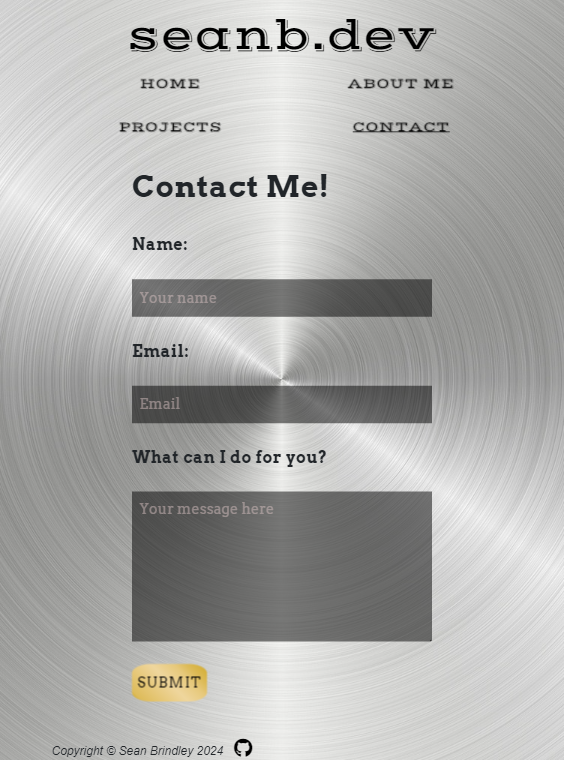 seanb.dev
HOME ABOUT ME
PROJECTS CONTACT
Contact Me!
Name:
Your name
Email:
Email
What can I do for you?
Your message here
SUBMIT
Copyright © Sean Brindley 2024